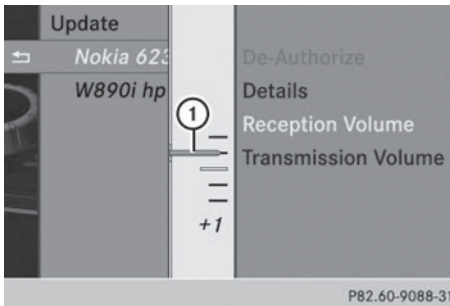 Update
Nokia 623
W890i hp
1
+1
De-Authorize
Details
Reception Volume
Transmission Volume
P82.60-9088-31